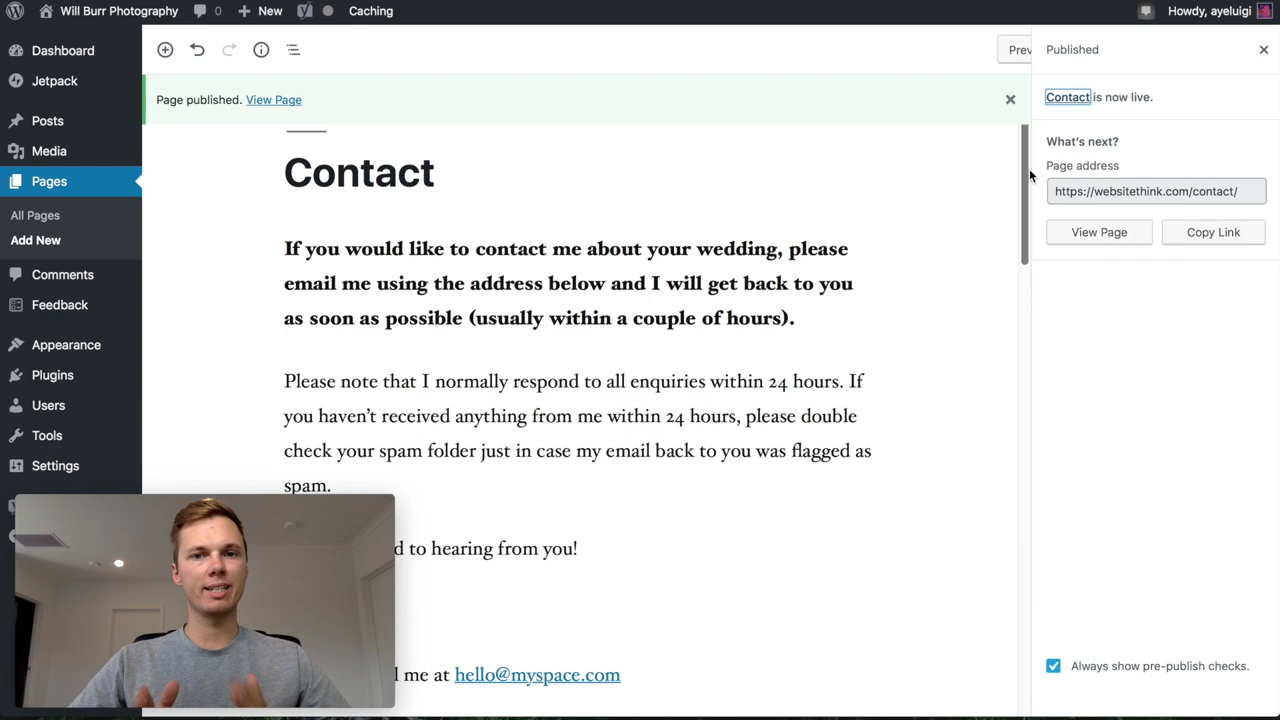 Will Burr Photography 0 New Caching Howdy, ayeluigi
Dashboard
Jetpack
Posts
Media
Pages
All Pages
Add New
Comments
Feedback
Appearance
Plugins
Users
Tools
Settings
Prev
Page published. View Page
Contact
If you would like to contact me about your wedding, please
email me using the address below and I will get back to you
as soon as possible (usually within a couple of hours).
Please note that I normally respond to all enquiries within 24 hours. If
you haven't received anything from me within 24 hours, please double
check your spam folder just in case my email back to you was flagged as
spam.
d to hearing from you!
l me at hello@myspace.com
Published
Contact is now live.
What's next?
Page address
https://websitethink.com/contact/
View Page Copy Link
Always show pre-publish checks.